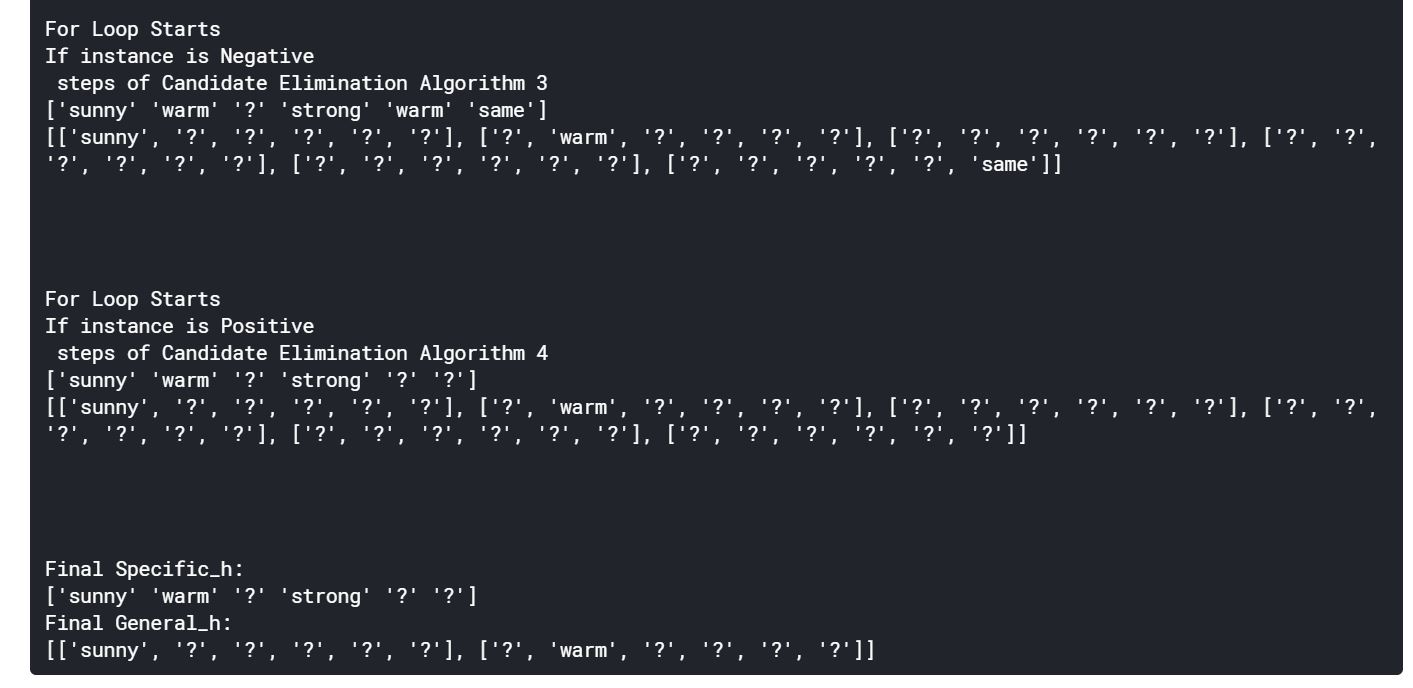 For Loop Starts
If instance is Negative
steps of Candidate Elimination Algorithm 3
['sunny' 'warm' '?' 'strong' 'warm' 'same']
[['sunny', '?', '?', '?', '?', '?'], ['?', 'warm', '?', '?', '?', '?'], ['?', '?', '?', '?', '?', '?'], ['?', '?',
'?', '?', '?', '?'], ['?', '?', '?', '?', '?', '?'], ['?', '?', '?', '?', '?', 'same']]
For Loop Starts
If instance is Positive
steps of Candidate Elimination Algorithm 4
['sunny' 'warm' '?' 'strong' '?' '?']
[['sunny', '?', '?', '?', '?', '?'], ['?', 'warm', '?', '?', '?', '?'], ['?', '?', '?', '?', '?', '?'], ['?', '?',
'?', '?', '?', '?'], ['?', '?', '?', '?', '?', '?'], ['?', '?', '?', '?', '?', '?']]
Final Specific_h:
['sunny' 'warm' '?' 'strong' '?' '?']
Final General_h:
[['sunny', '?', '?', '?', '?', '?'], ['?', 'warm', '?', '?', '?', '?']]